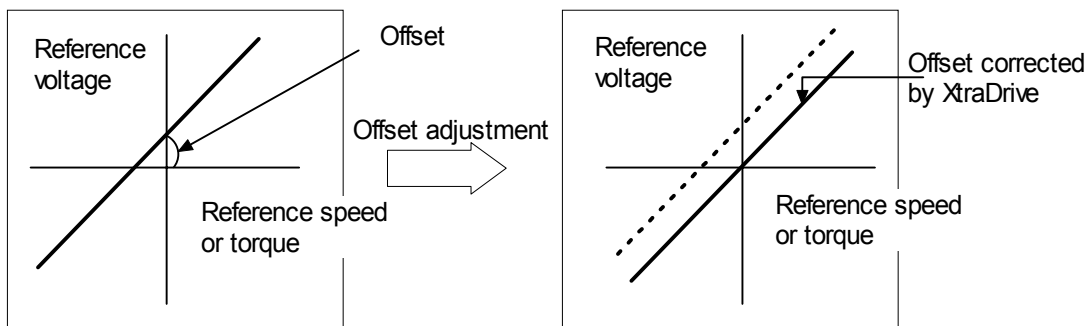 Reference
voltage
Offset
Reference speed
or torque
Offset adjustment
Reference
voltage
Offset corrected
by XtraDrive
Reference speed
or torque